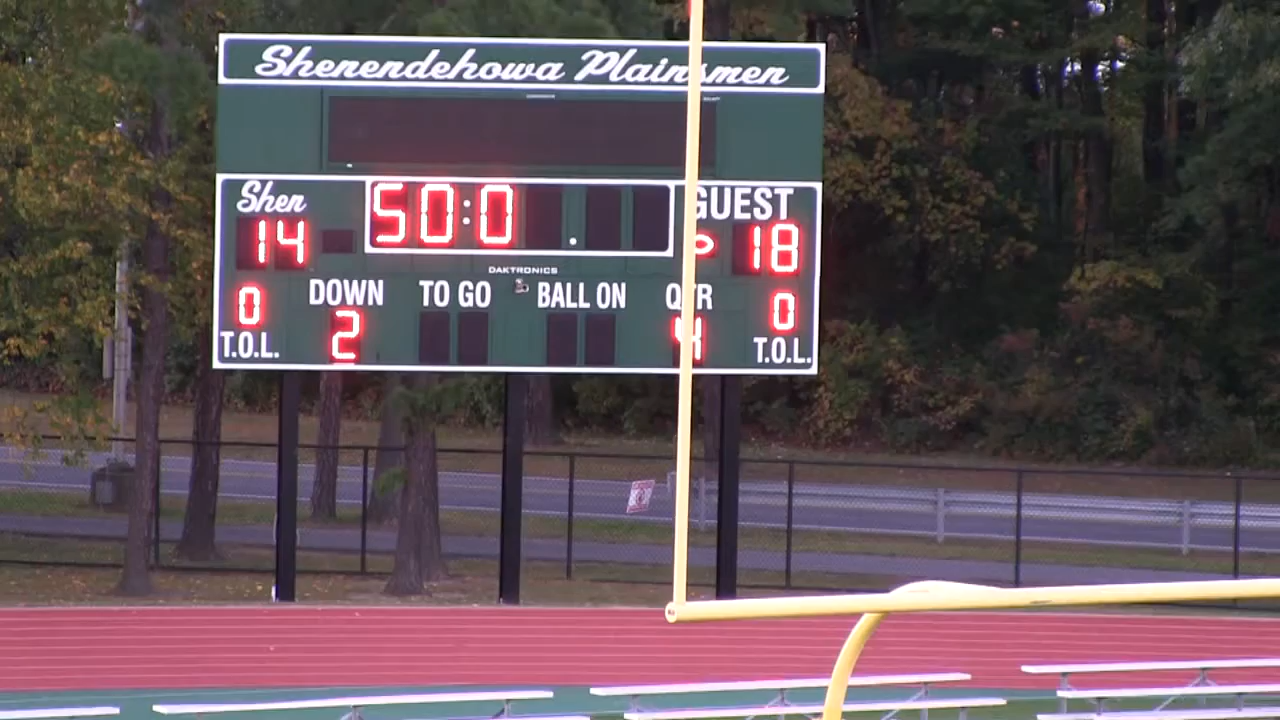 Shenendehowa Plainsmen
Shen 50:0 GUEST
14 18
DAKTRONICS
DOWN TO GO BALL ON QTR
0 2 4 0
T.O.L. T.O.L.